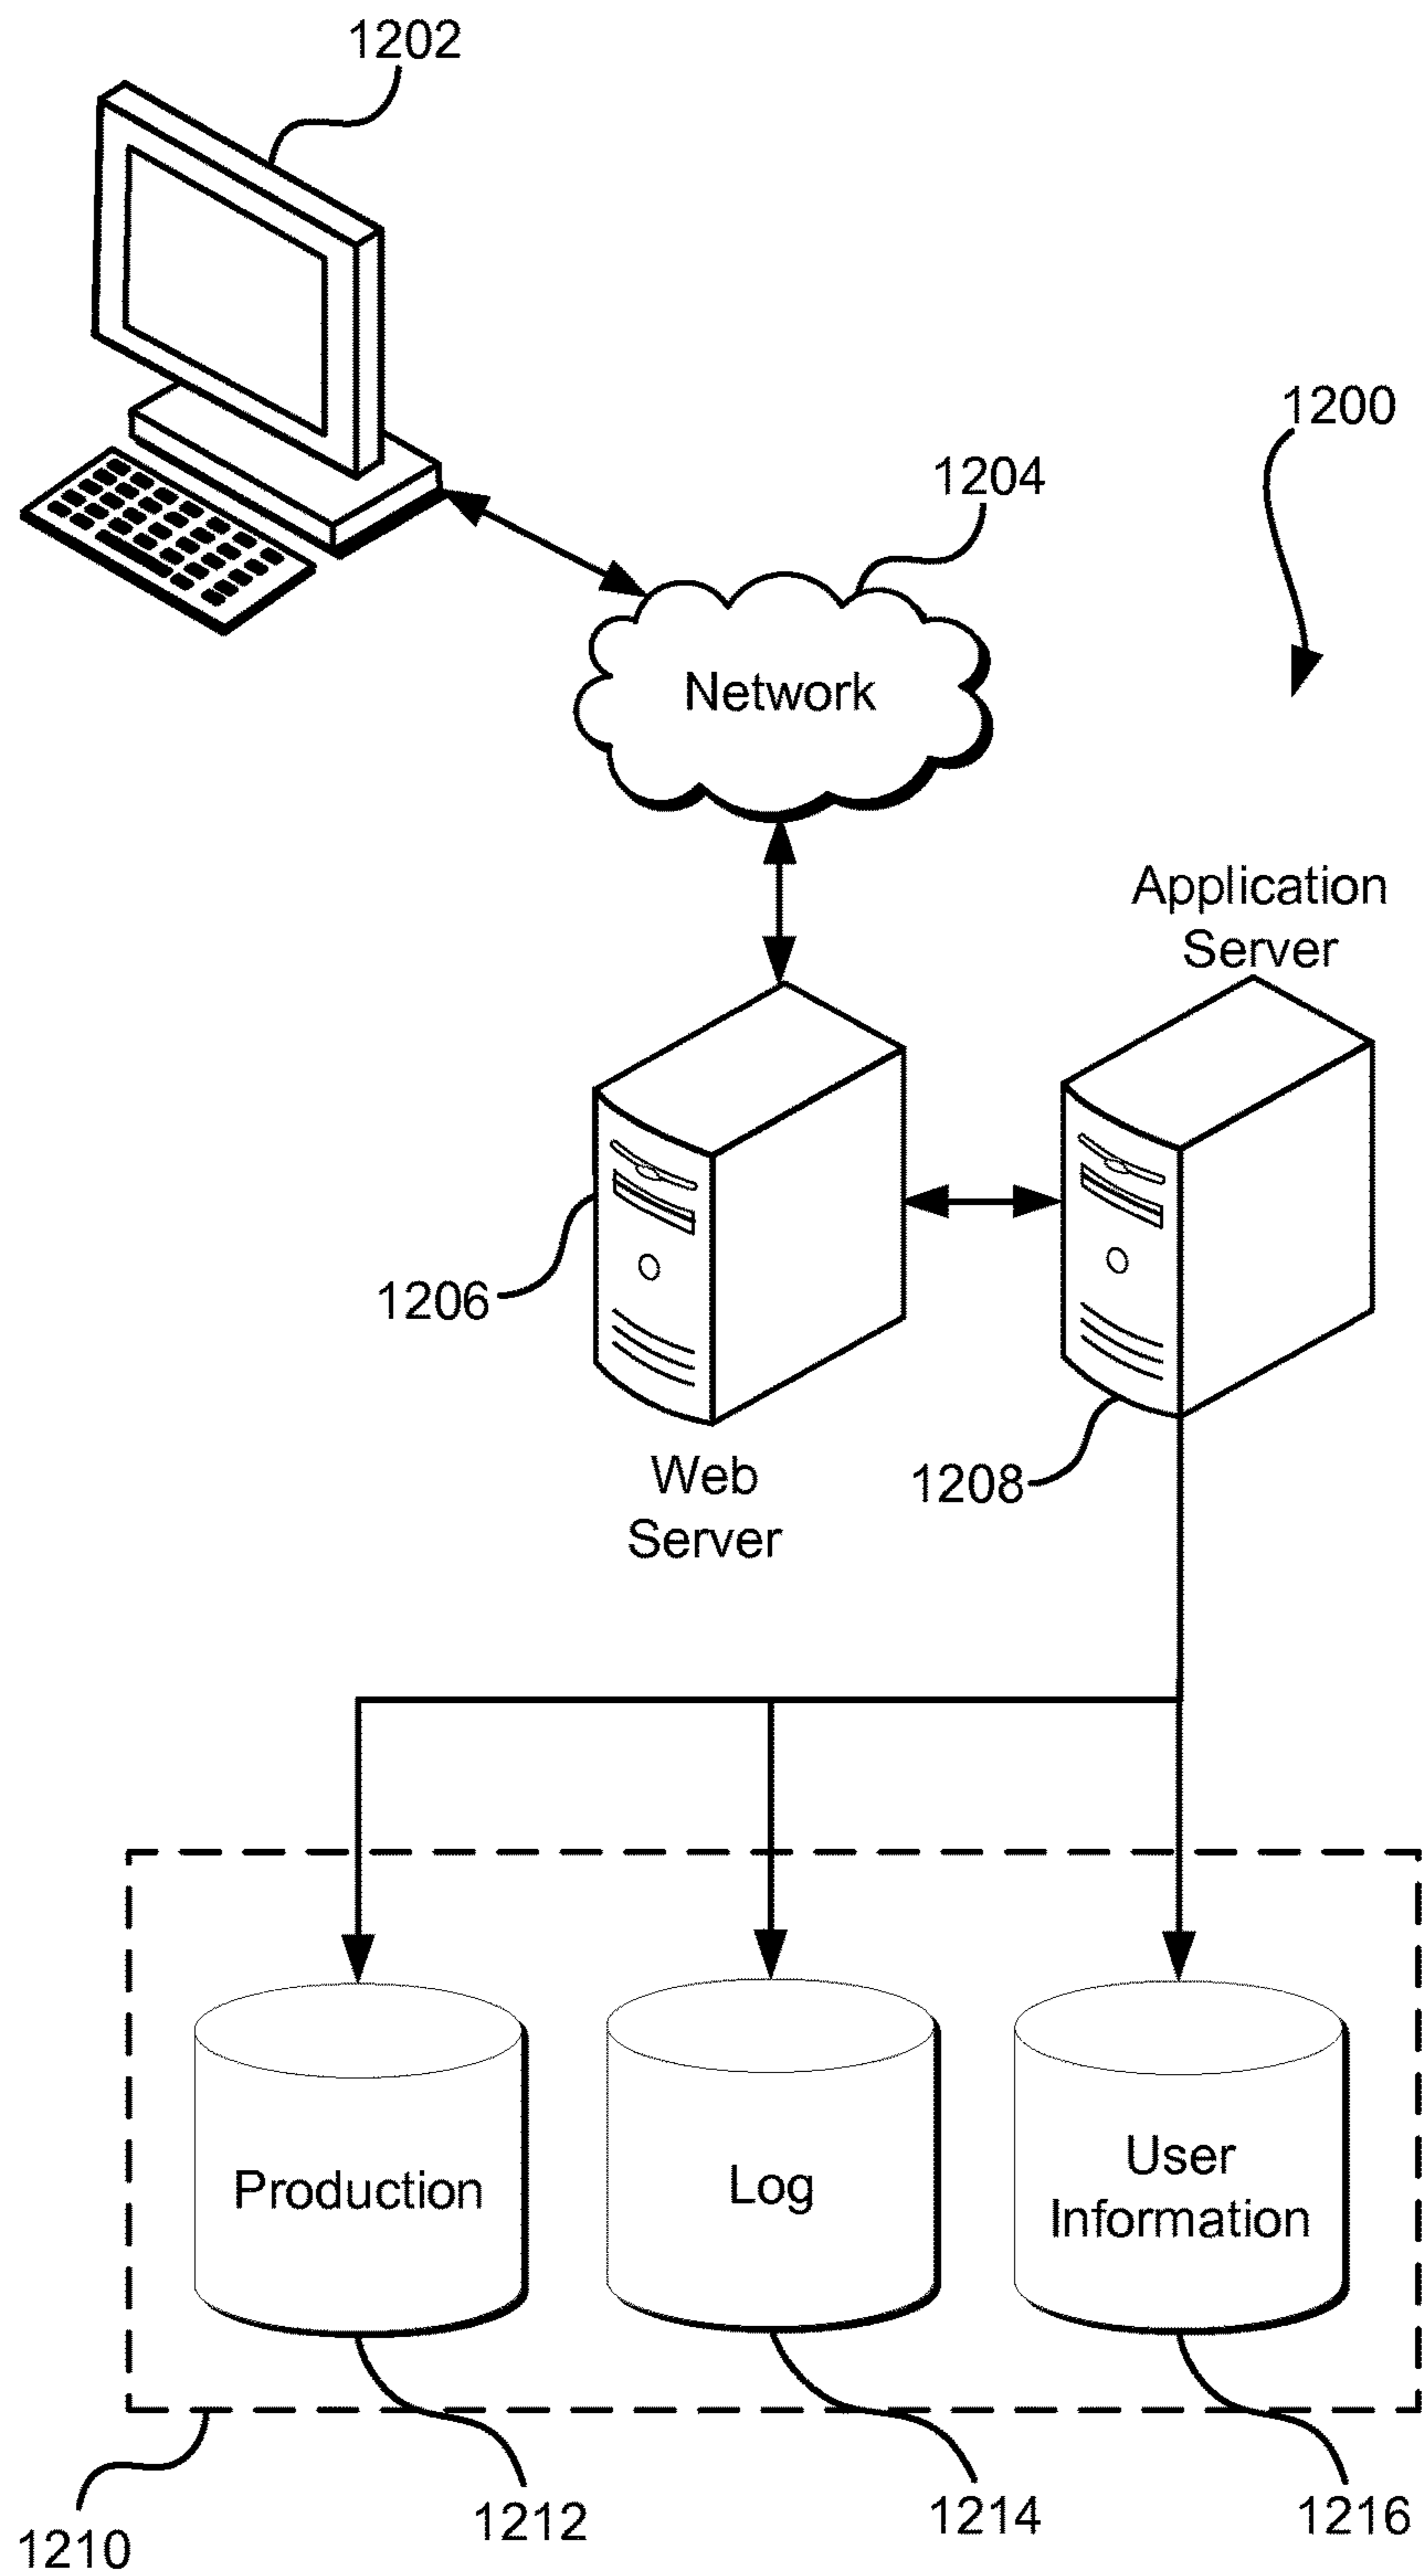 1202
1200
1204
Network
Application
Server
1206
Web
Server
1208
Production
Log
User
Information
1210
1212
1214
1216